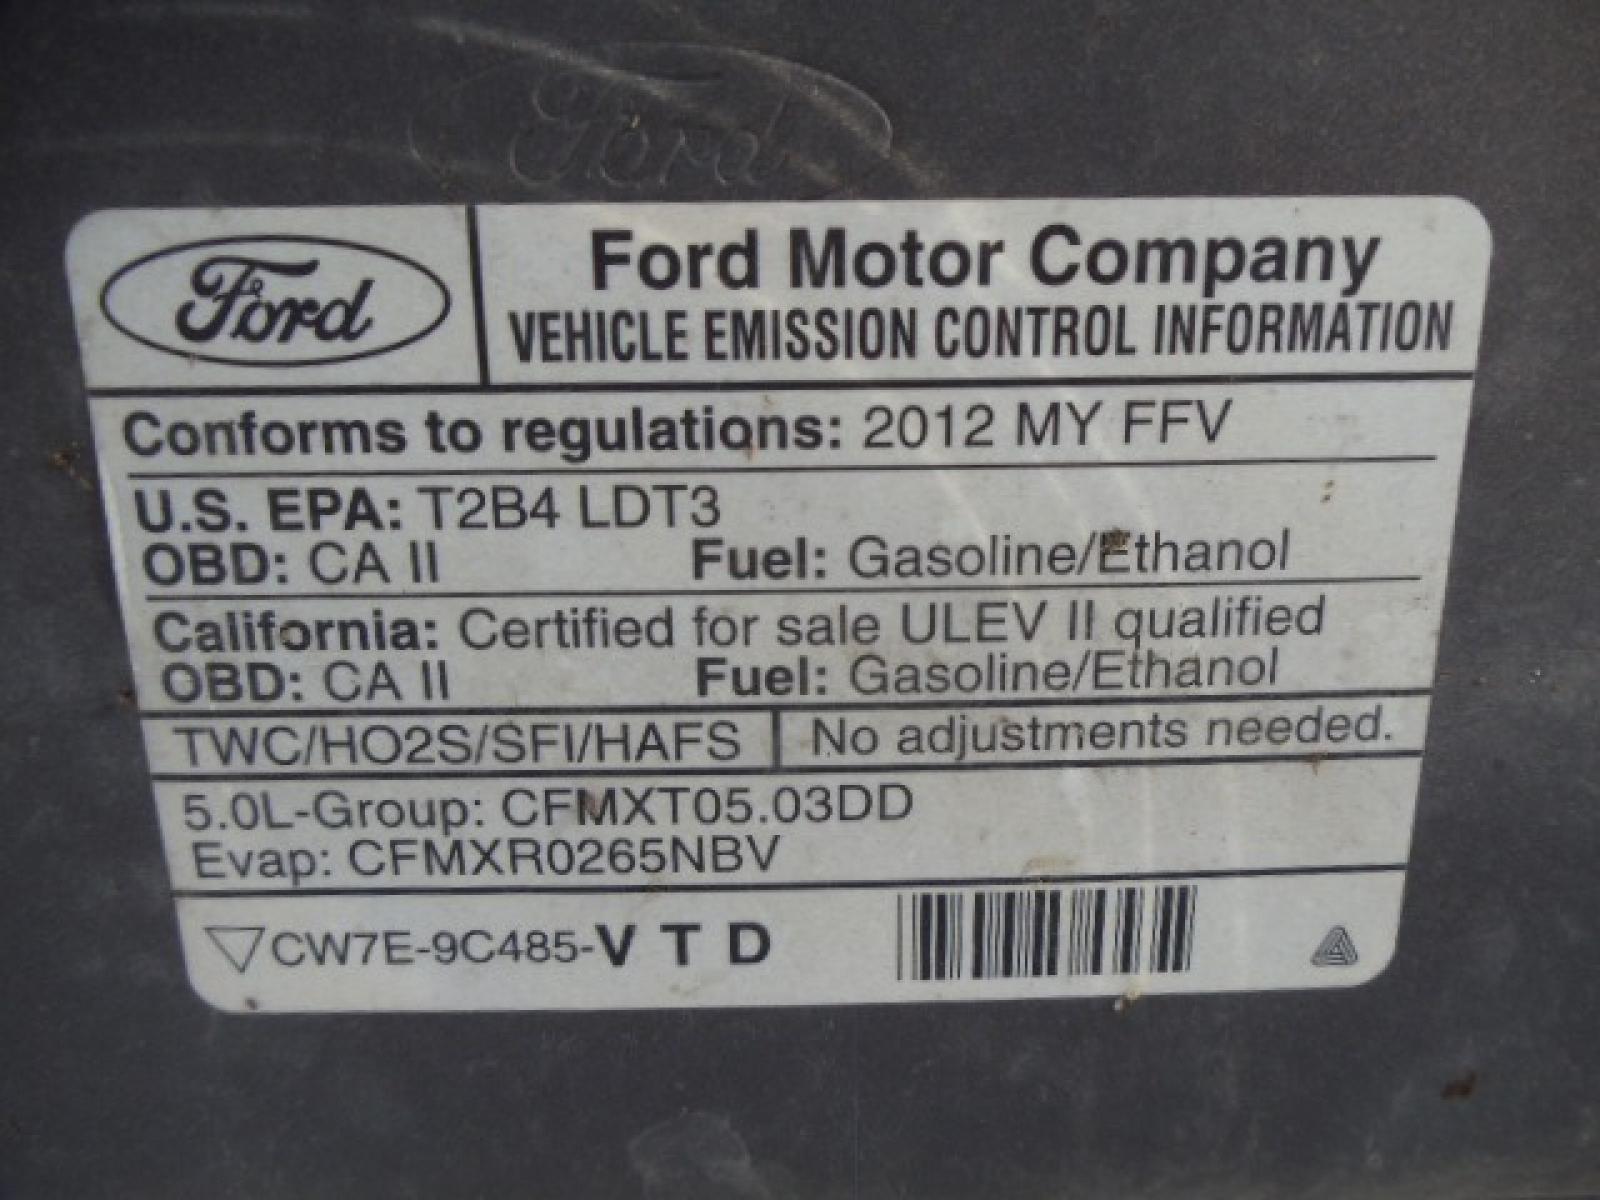 Ford
Ford
Ford Motor Company
VEHICLE EMISSION CONTROL INFORMATION
Conforms to regulations: 2012 MY FFV
U.S. EPA: T2B4 LDT3
OBD: CA II Fuel: Gasoline/Ethanol
California: Certified for sale ULEV II qualified
OBD: CA II Fuel: Gasoline/Ethanol
TWC/HO2S/SFI/HAFS No adjustments needed.
5.0L-Group: CFMXT05.03DD
Evap: CFMXR0265NBV
CW7E-9C485-V T D